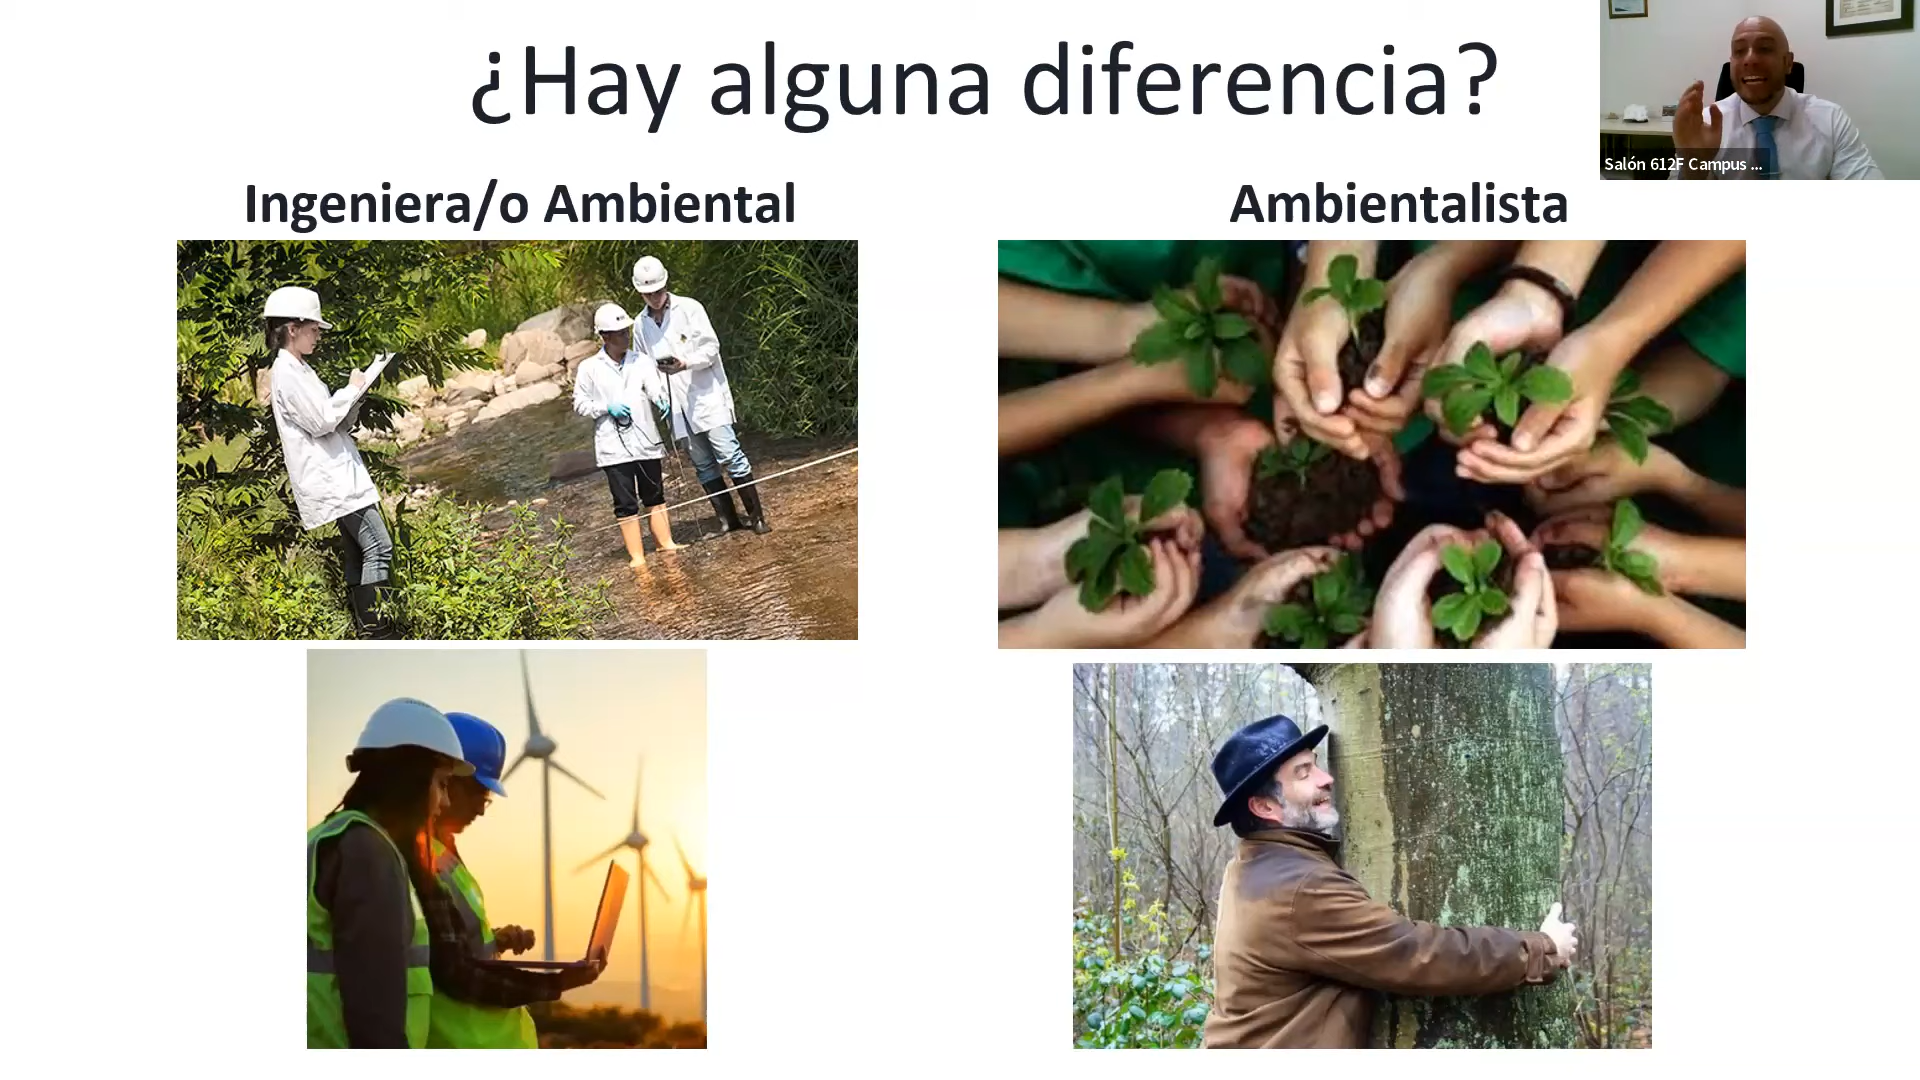 ¿Hay alguna diferencia?
Salón 612F Campus ...
Ingeniera/o Ambiental
Ambientalista